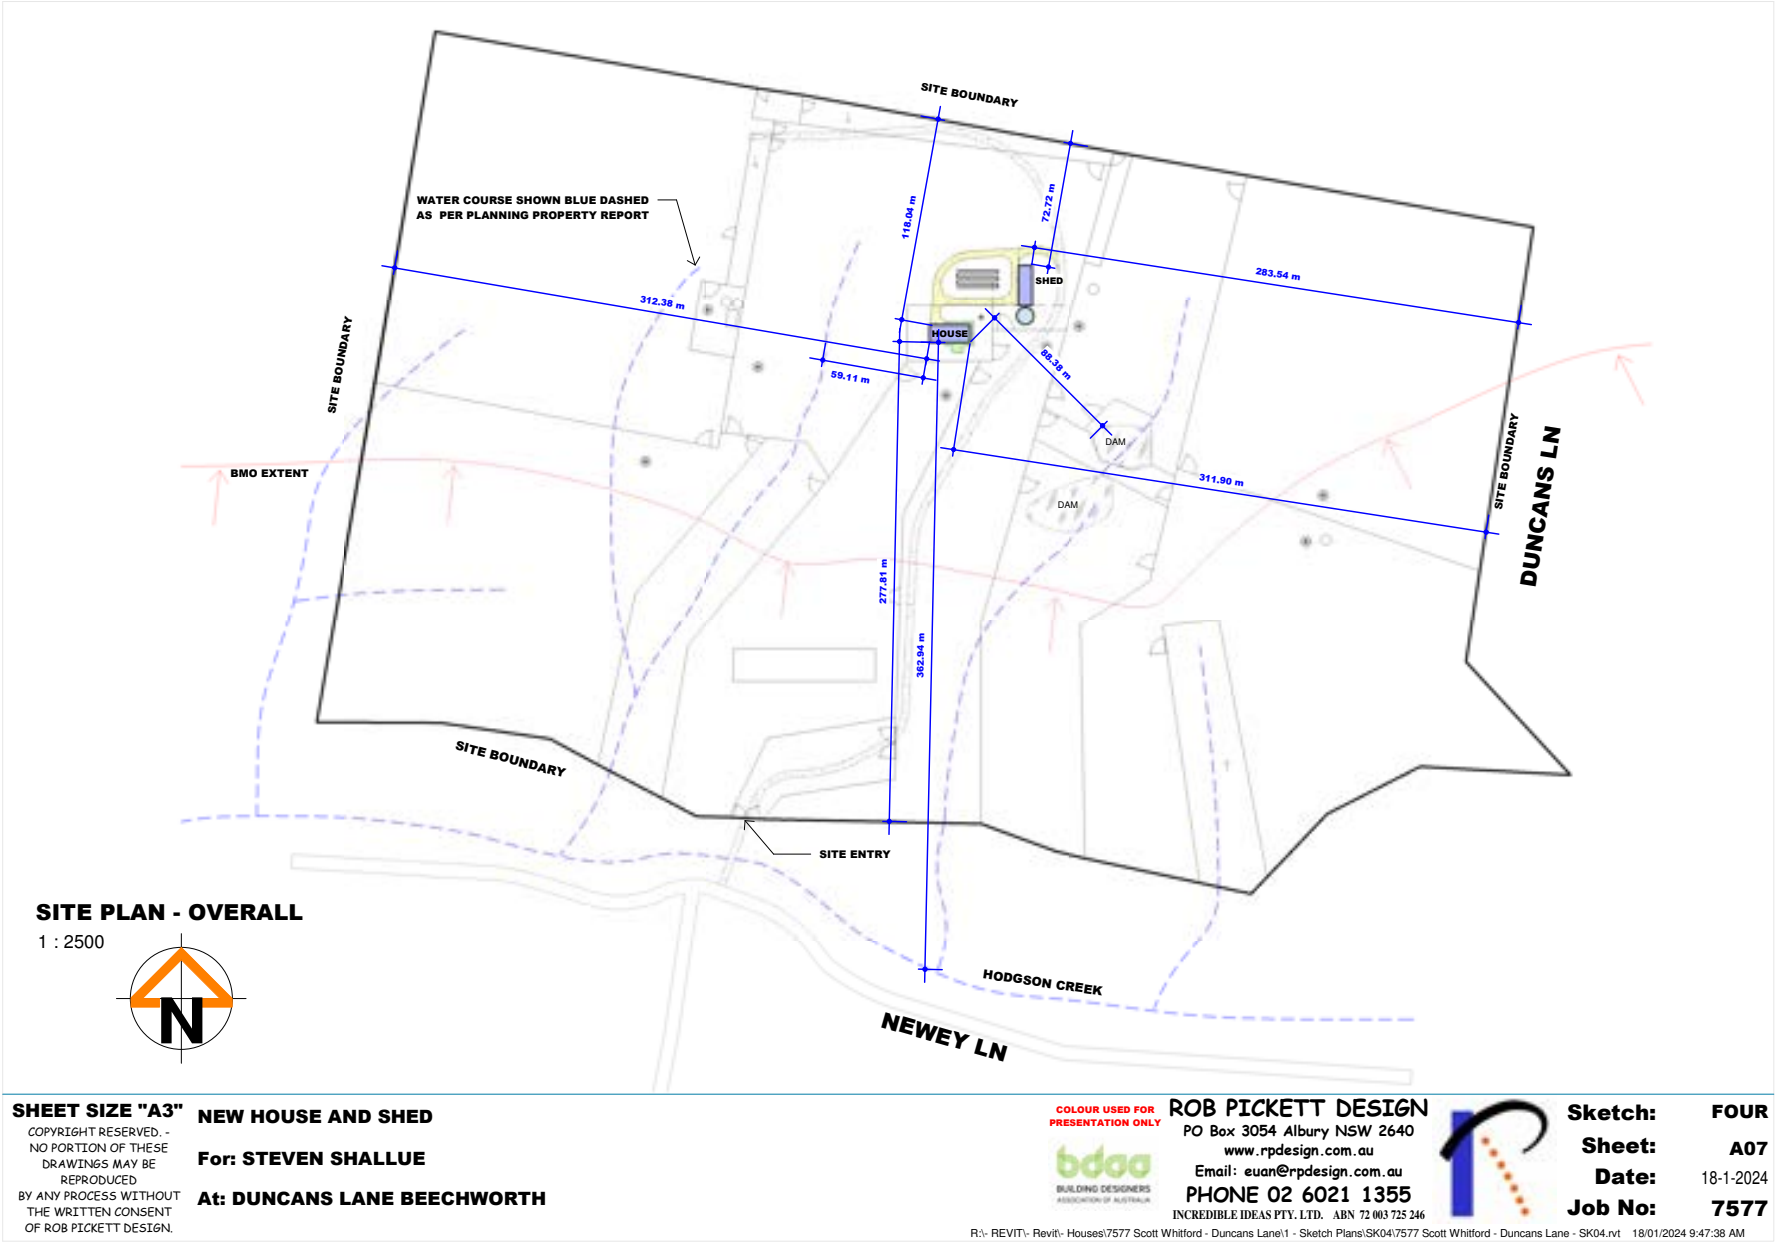 SITE BOUNDARY
WATER COURSE SHOWN BLUE DASHED
AS PER PLANNING PROPERTY REPORT
118.04 m
72.72 m
SHED
283.54 m
312.38 m
HOUSE
59.11 m
88.38 m
SITE BOUNDARY
DAM
BMO EXTENT
311.90 m
SITE BOUNDARY
DUNCANS LN
DAM
277.81 m
362.94 m
SITE BOUNDARY
SITE ENTRY
HODGSON CREEK
NEWEY LN
SITE PLAN - OVERALL
1 : 2500
N
SHEET SIZE "A3"
COPYRIGHT RESERVED. -
NO PORTION OF THESE
DRAWINGS MAY BE
REPRODUCED
BY ANY PROCESS WITHOUT
THE WRITTEN CONSENT
OF ROB PICKETT DESIGN.
NEW HOUSE AND SHED
For: STEVEN SHALLUE
At: DUNCANS LANE BEECHWORTH
COLOUR USED FOR
PRESENTATION ONLY
bdaa
BUILDING DESIGNERS
ASSOCIATION OF AUSTRALIA
ROB PICKETT DESIGN
PO Box 3054 Albury NSW 2640
www.rpdesign.com.au
Email: euan@rpdesign.com.au
PHONE 02 6021 1355
INCREDIBLE IDEAS PTY. LTD. ABN 72 003 725 246
Sketch: FOUR
Sheet: A07
Date: 18-1-2024
Job No: 7577
R:\- REVIT\- Revit\- Houses\7577 Scott Whitford - Duncans Lane\1 - Sketch Plans\SK04\7577 Scott Whitford - Duncans Lane - SK04.rvt 18/01/2024 9:47:38 AM